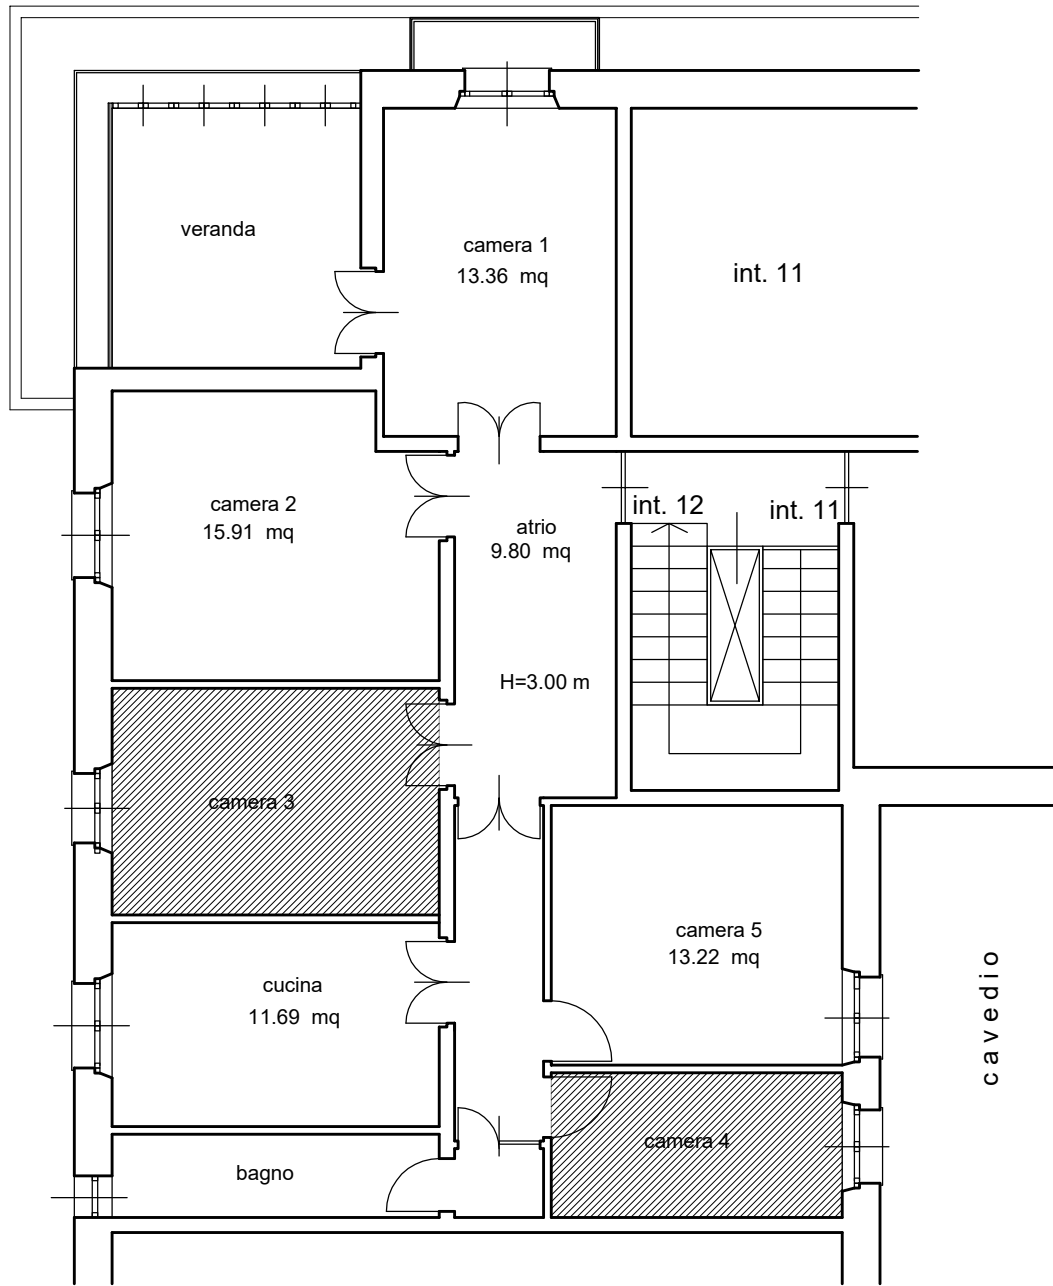 veranda
camera 1
13.36 mq
int. 11
camera 2
15.91 mq
atrio
9.80 mq
int. 12
int. 11
H=3.00 m
camera 3
camera 5
13.22 mq
cavedio
cucina
11.69 mq
camera 4
bagno